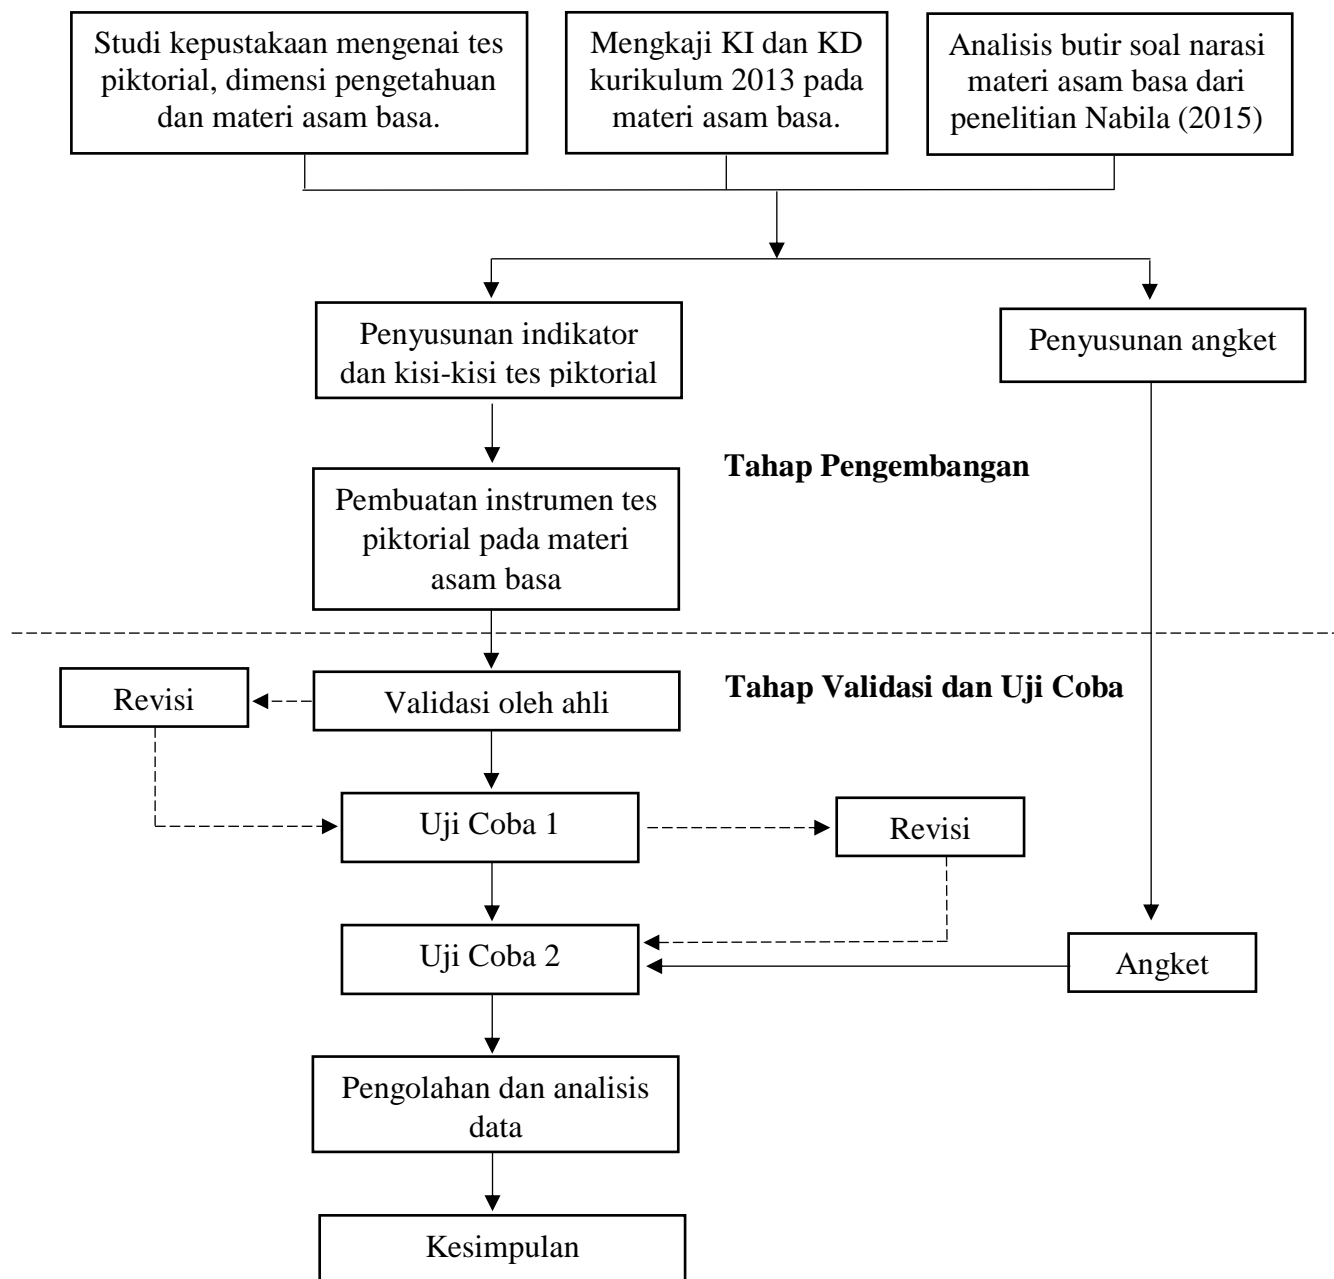 Studi kepustakaan mengenai tes
piktorial, dimensi pengetahuan
dan materi asam basa.
Mengkaji KI dan KD
kurikulum 2013 pada
materi asam basa.
Analisis butir soal narasi
materi asam basa dari
penelitian Nabila (2015)
Penyusunan indikator
dan kisi-kisi tes piktorial
Penyusunan angket
Tahap Pengembangan
Pembuatan instrumen tes
piktorial pada materi
asam basa
Revisi
Validasi oleh ahli
Tahap Validasi dan Uji Coba
Uji Coba 1
Revisi
Uji Coba 2
Angket
Pengolahan dan analisis
data
Kesimpulan